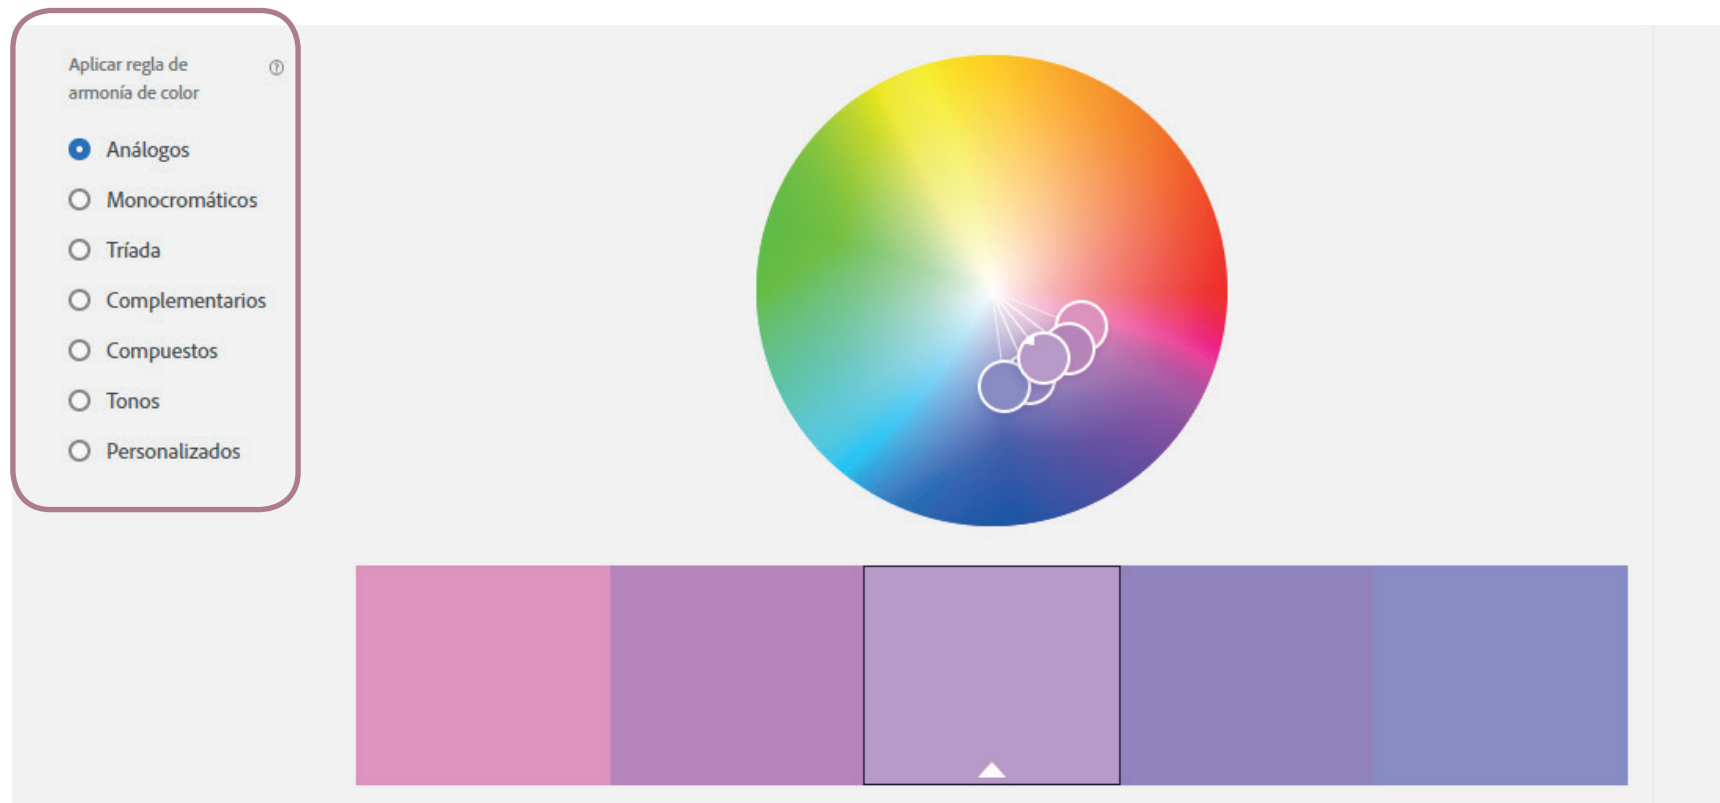 Aplicar regla de
armonía de color
Análogos
Monocromáticos
Tríada
Complementarios
Compuestos
Tonos
Personalizados